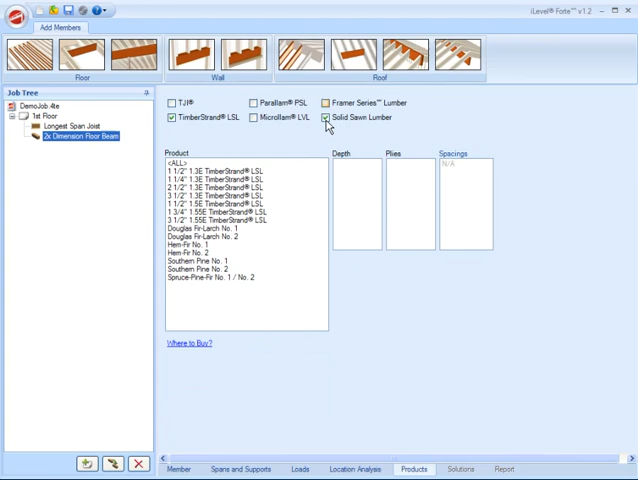 iLevel® Forte™ v1.2
Add Members
Floor
Wall
Roof
Job Tree
DemoJob.4te
1st Floor
Longest Span Joist
2x Dimension Floor Beam
TJI®
Parallam® PSL
Framer Series™ Lumber
TimberStrand® LSL
Microllam® LVL
Solid Sawn Lumber
Product
Depth
Plies
Spacings
<ALL>
N/A
1 1/2" 1.3E TimberStrand® LSL
1 1/4" 1.3E TimberStrand® LSL
2 1/2" 1.3E TimberStrand® LSL
3 1/2" 1.3E TimberStrand® LSL
1 1/2" 1.5E TimberStrand® LSL
1 3/4" 1.55E TimberStrand® LSL
3 1/2" 1.55E TimberStrand® LSL
Douglas Fir-Larch No. 1
Douglas Fir-Larch No. 2
Hem-Fir No. 1
Hem-Fir No. 2
Southern Pine No. 1
Southern Pine No. 2
Spruce-Pine-Fir No. 1 / No. 2
Where to Buy?
Member
Spans and Supports
Loads
Location Analysis
Products
Solutions
Report